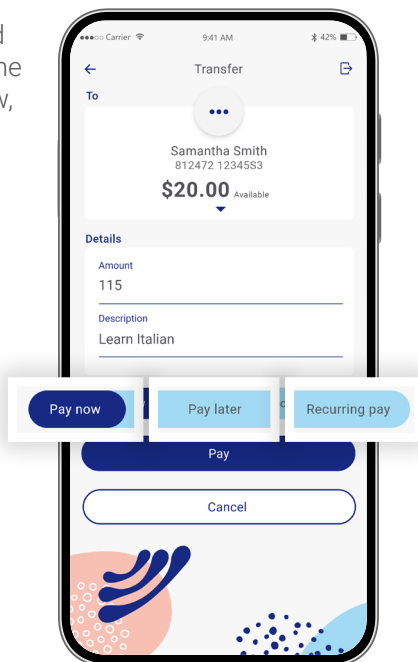 ●●●○○ Carrier 9:41 AM 42%
Transfer
To
•••
Samantha Smith
812472 12345S3
$20.00 Available
Details
Amount
115
Description
Learn Italian
Pay now Pay later Recurring pay
Pay
Cancel